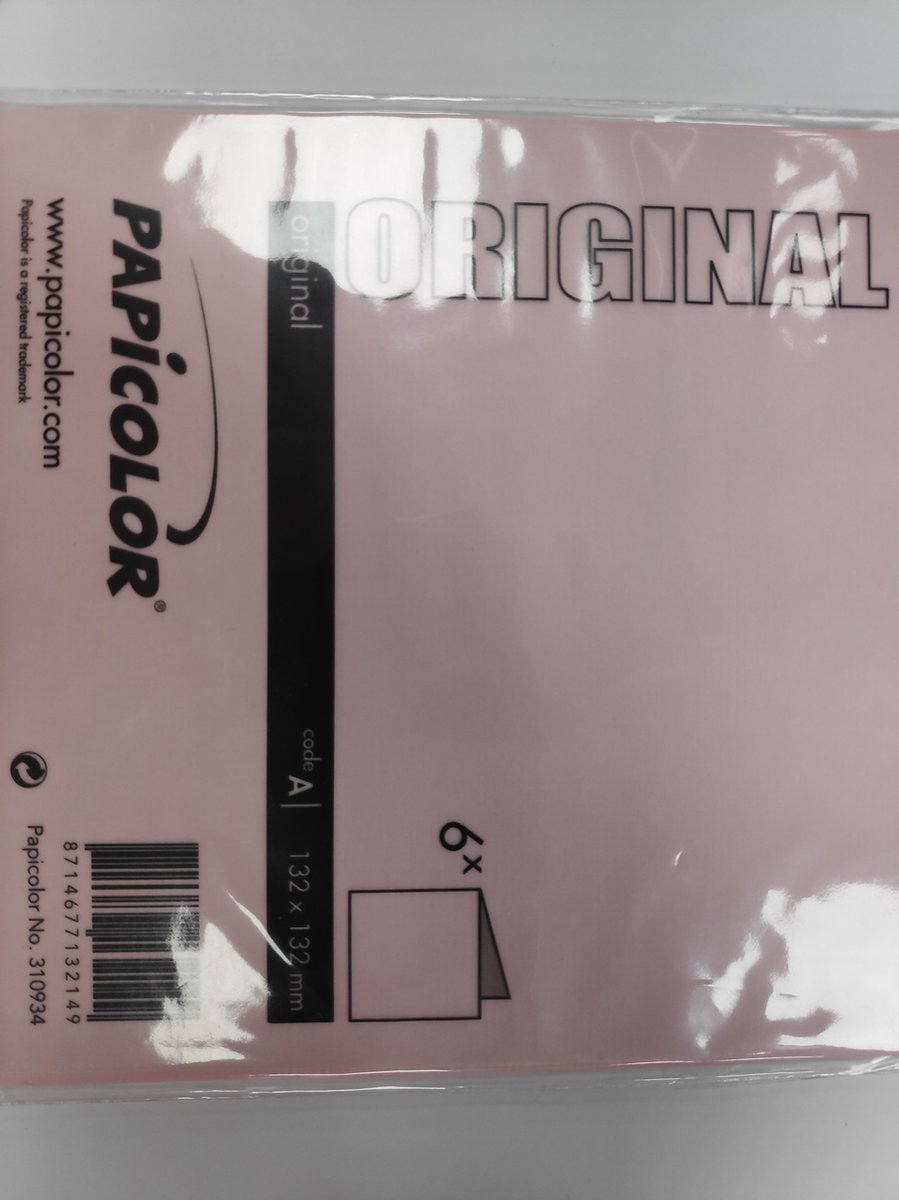 ORIGINAL
6x
original code A | 132 x 132 mm
PAPiCOLOR®
www.papicolor.com
Papicolor is a registered trademark
8714677132149
Papicolor No. 310934